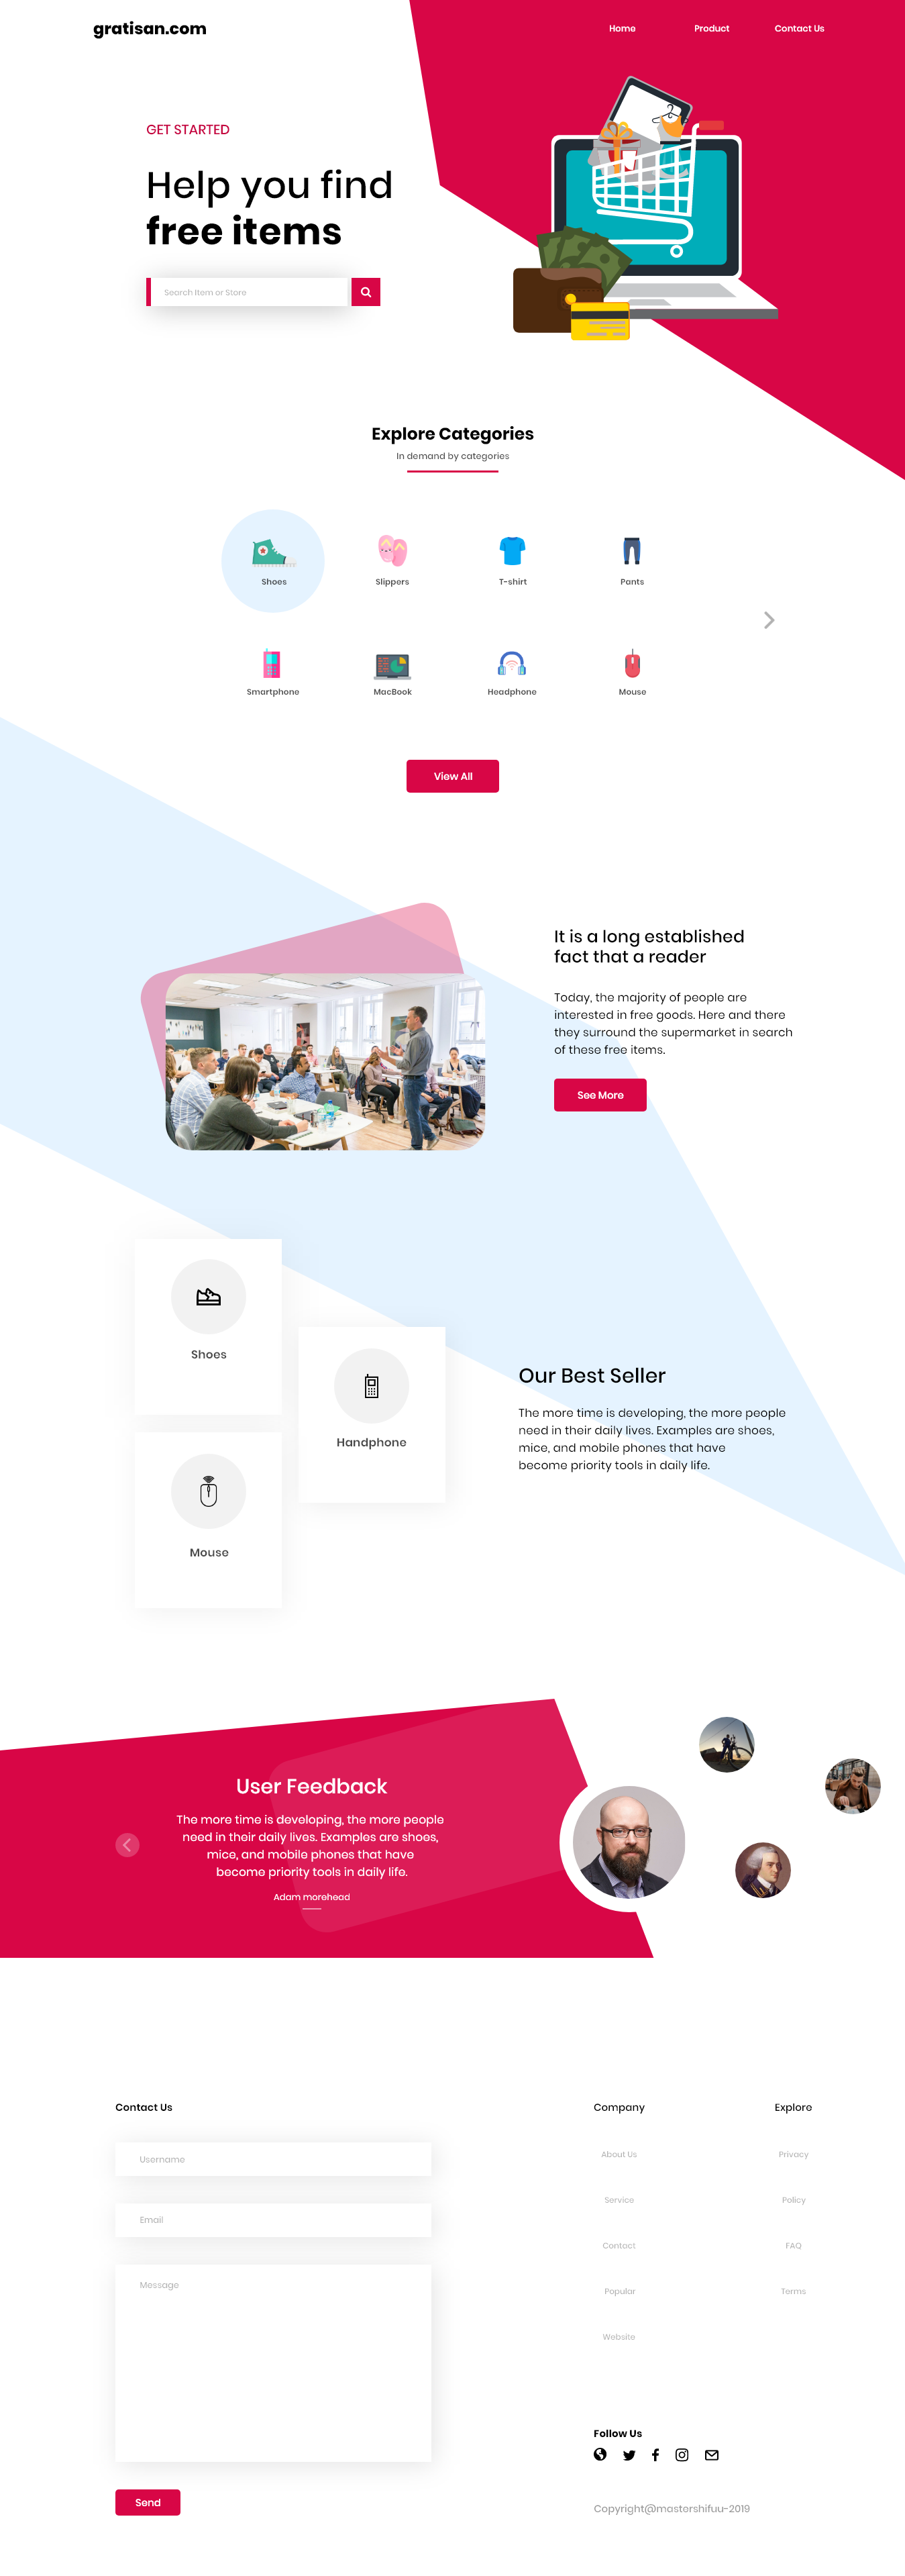 gratisan.com
Home
Product
Contact Us
GET STARTED
Help you find
free items
Search Item or Store
Explore Categories
In demand by categories
Shoes
Slippers
T-shirt
Pants
Smartphone
MacBook
Headphone
Mouse
View All
It is a long established
fact that a reader
Today, the majority of people are
interested in free goods. Here and there
they surround the supermarket in search
of these free items.
See More
Shoes
Handphone
Mouse
Our Best Seller
The more time is developing, the more people
need in their daily lives. Examples are shoes,
mice, and mobile phones that have
become priority tools in daily life.
User Feedback
The more time is developing, the more people
need in their daily lives. Examples are shoes,
mice, and mobile phones that have
become priority tools in daily life.
Adam morehead
Contact Us
Username
Email
Message
Send
Company
About Us
Service
Contact
Popular
Website
Explore
Privacy
Policy
FAQ
Terms
Follow Us
Copyright@mastershifuu-2019